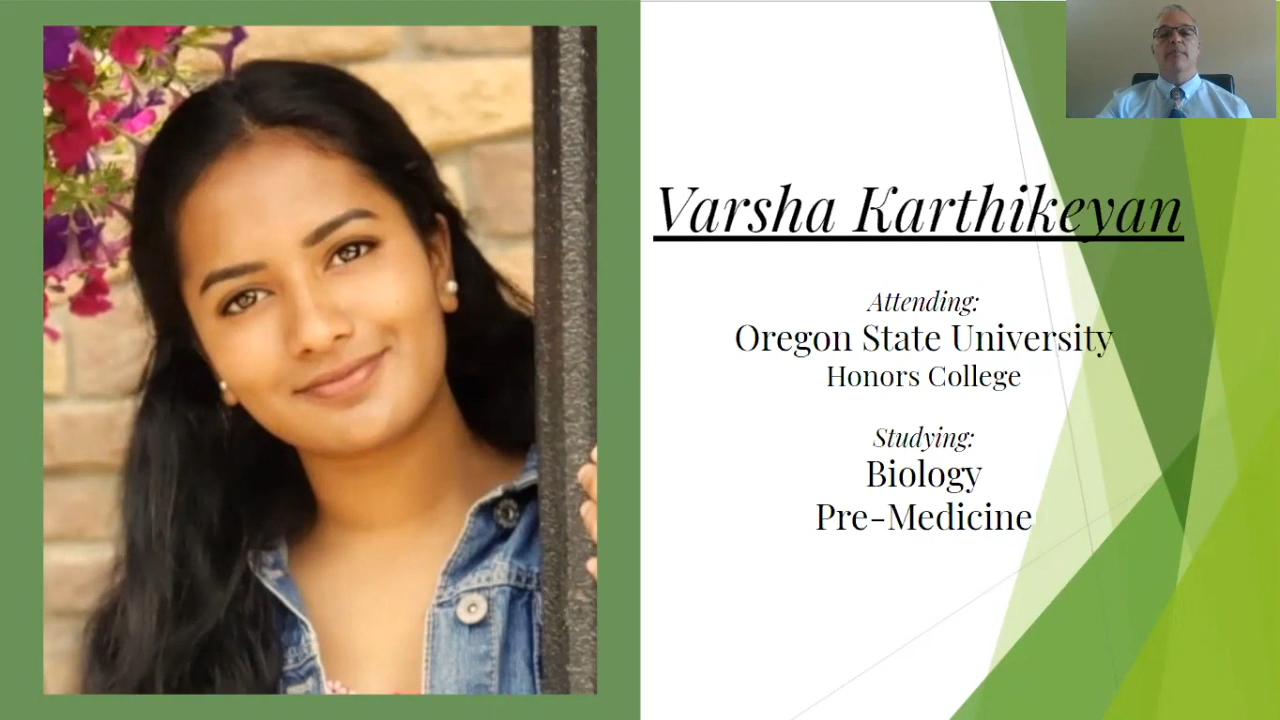 Varsha Karthikeyan
Attending:
Oregon State University
Honors College
Studying:
Biology
Pre-Medicine